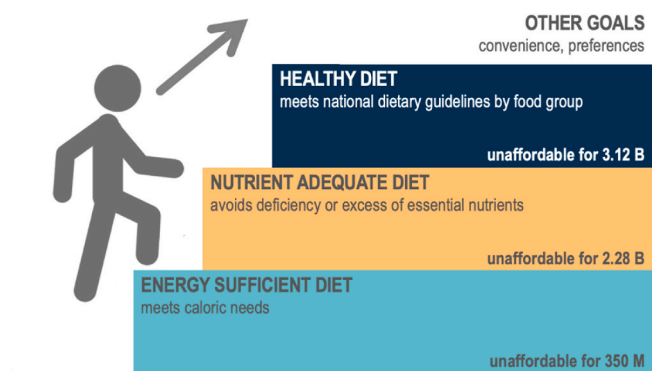 OTHER GOALS
convenience, preferences
HEALTHY DIET
meets national dietary guidelines by food group
unaffordable for 3.12 B
NUTRIENT ADEQUATE DIET
avoids deficiency or excess of essential nutrients
unaffordable for 2.28 B
ENERGY SUFFICIENT DIET
meets caloric needs
unaffordable for 350 M